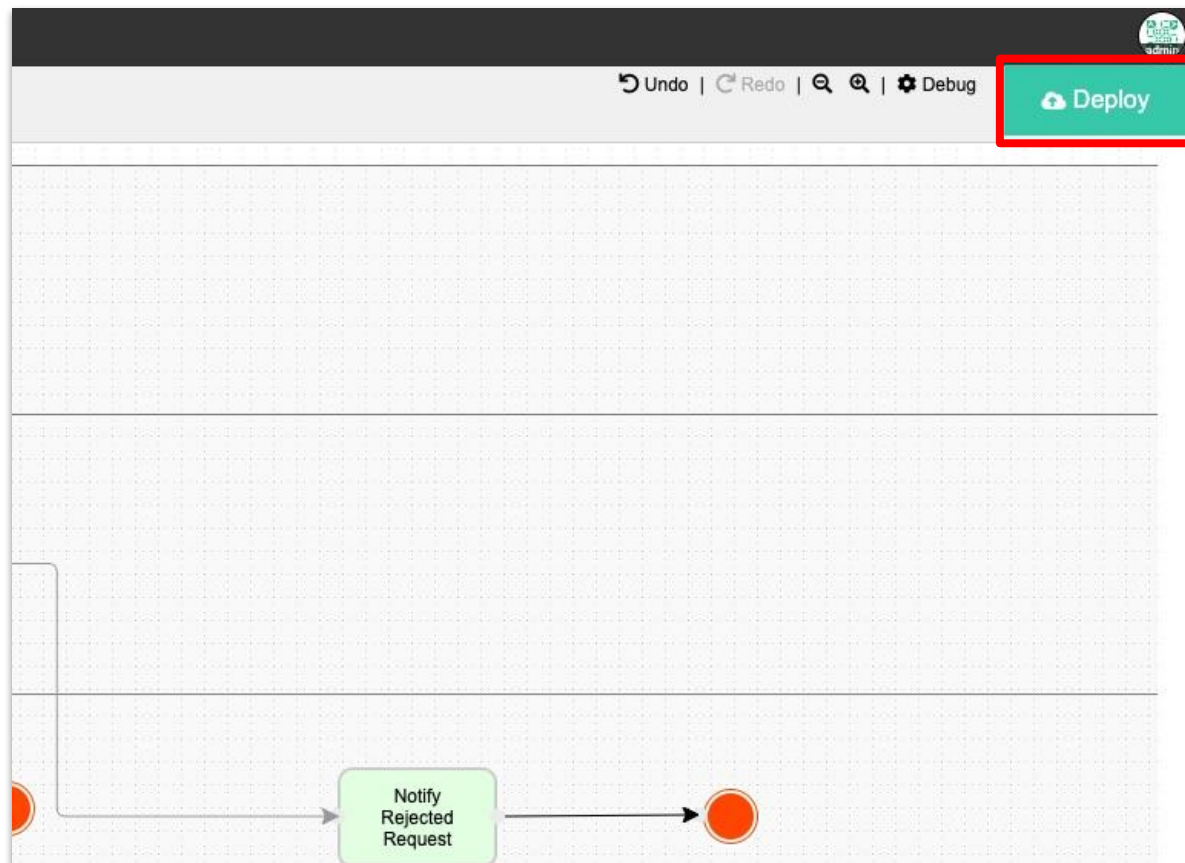 admin
Undo | Redo | | Debug
Deploy
Notify
Rejected
Request